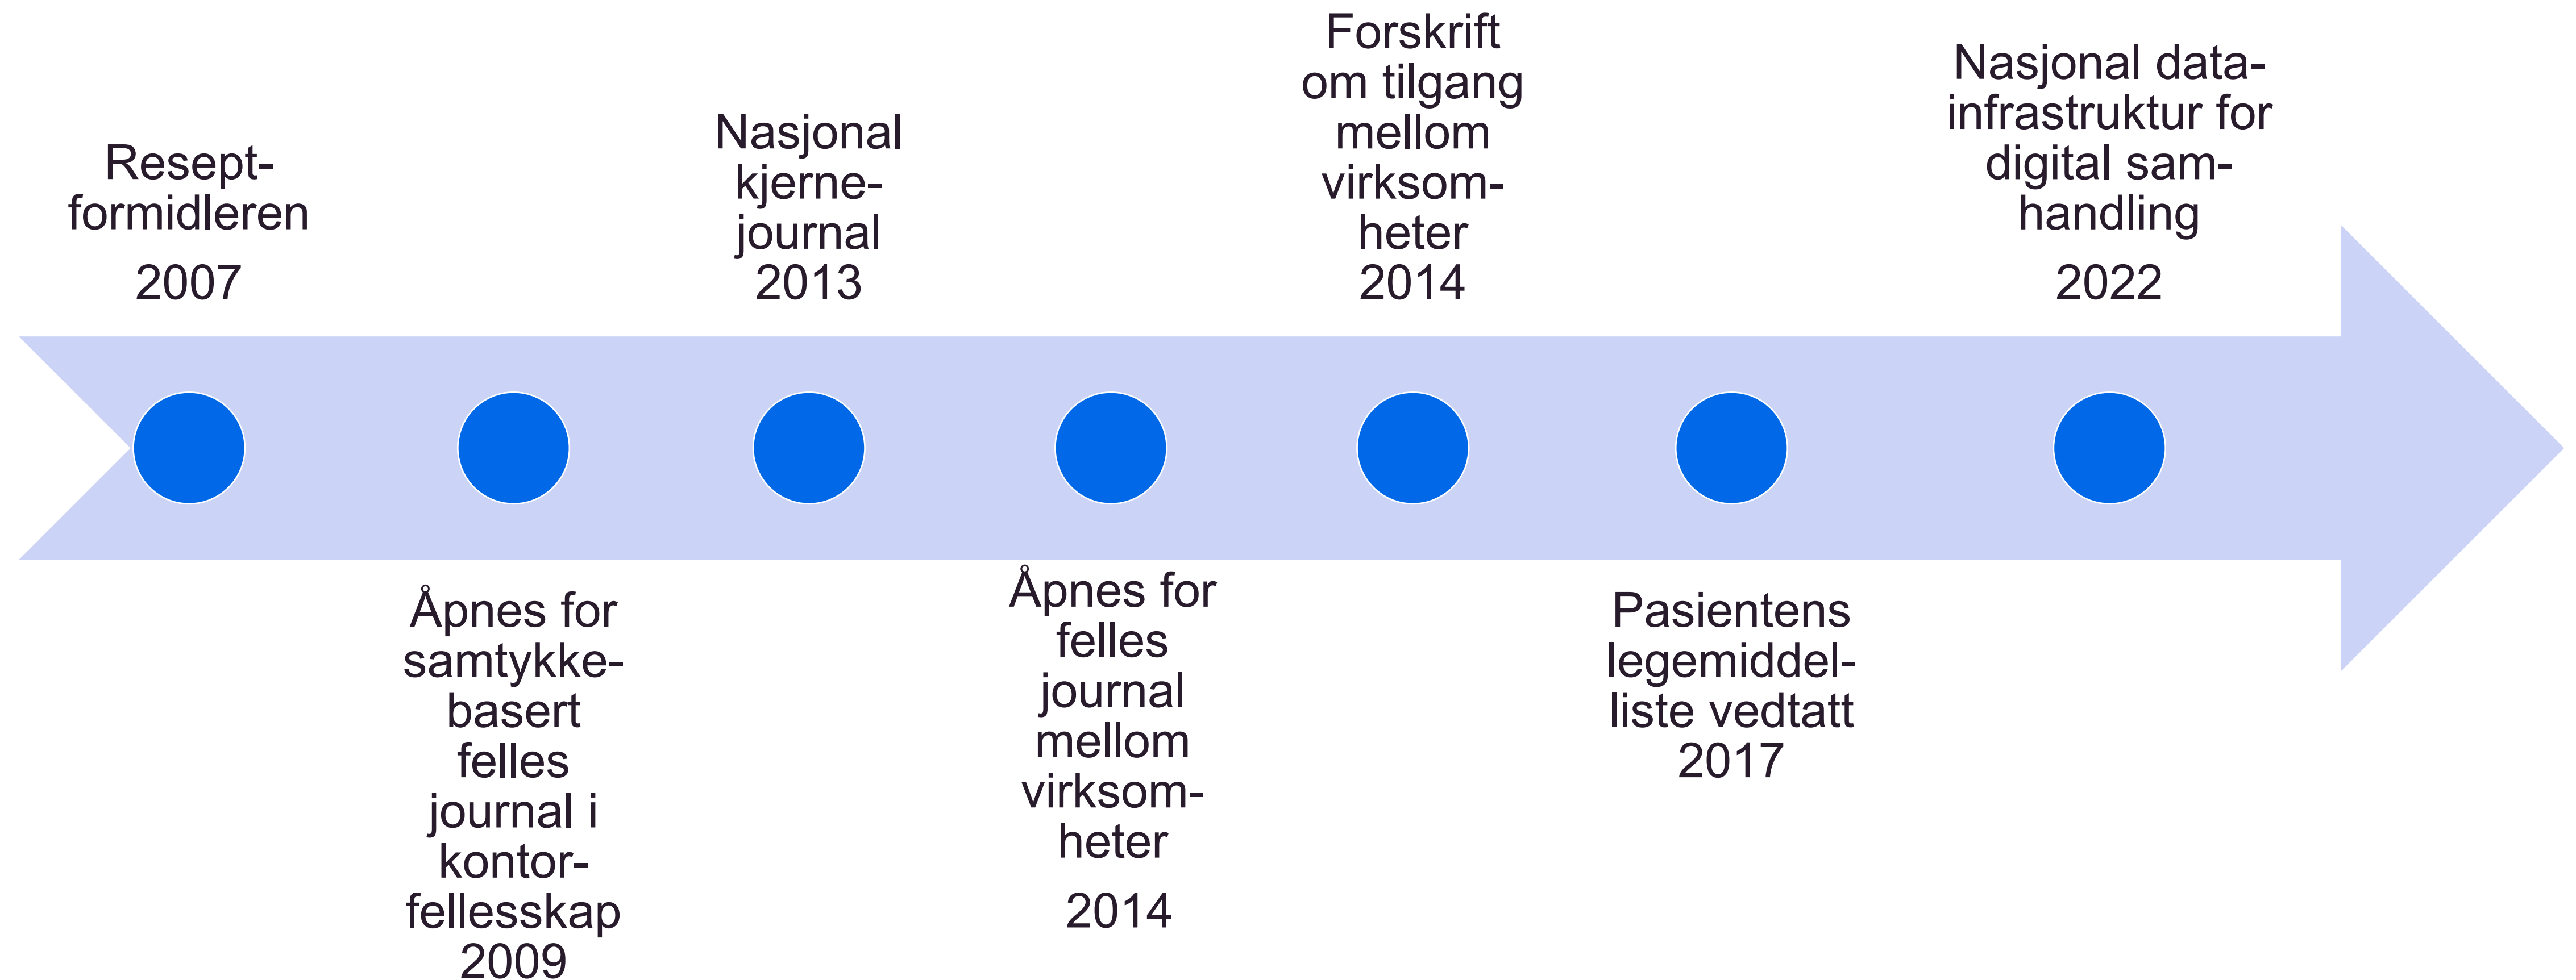 Resept-
formidleren
2007
Åpnes for
samtykke-
basert
felles
journal i
kontor-
fellesskap
2009
Nasjonal
kjerne-
journal
2013
Åpnes for
felles
journal
mellom
virksom-
heter
2014
Forskrift
om tilgang
mellom
virksom-
heter
2014
Pasientens
legemiddel-
liste vedtatt
2017
Nasjonal data-
infrastruktur for
digital sam-
handling
2022